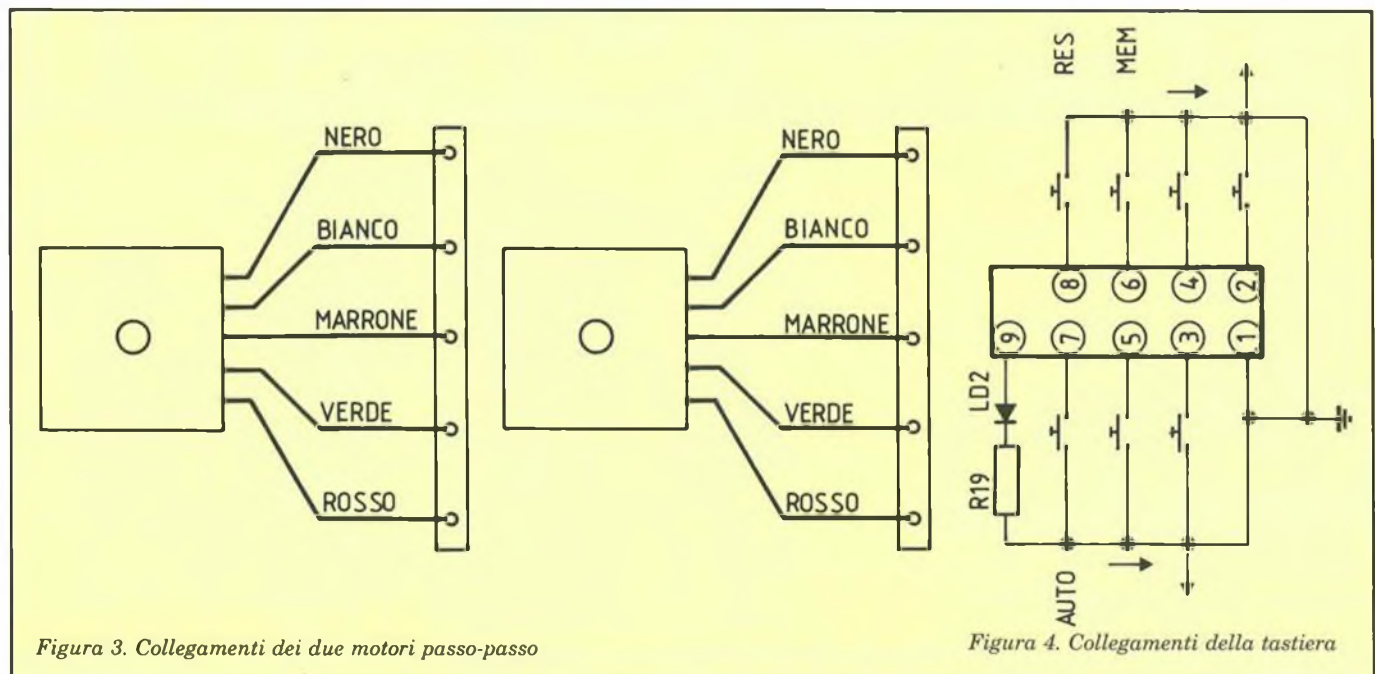 NERO
BIANCO
MARRONE
VERDE
ROSSO
Figura 3. Collegamenti dei due motori passo-passo
NERO
BIANCO
MARRONE
VERDE
ROSSO
RES
MEM
8
6
4
2
9
7
5
3
1
LD2
R19
AUTO
Figura 4. Collegamenti della tastiera